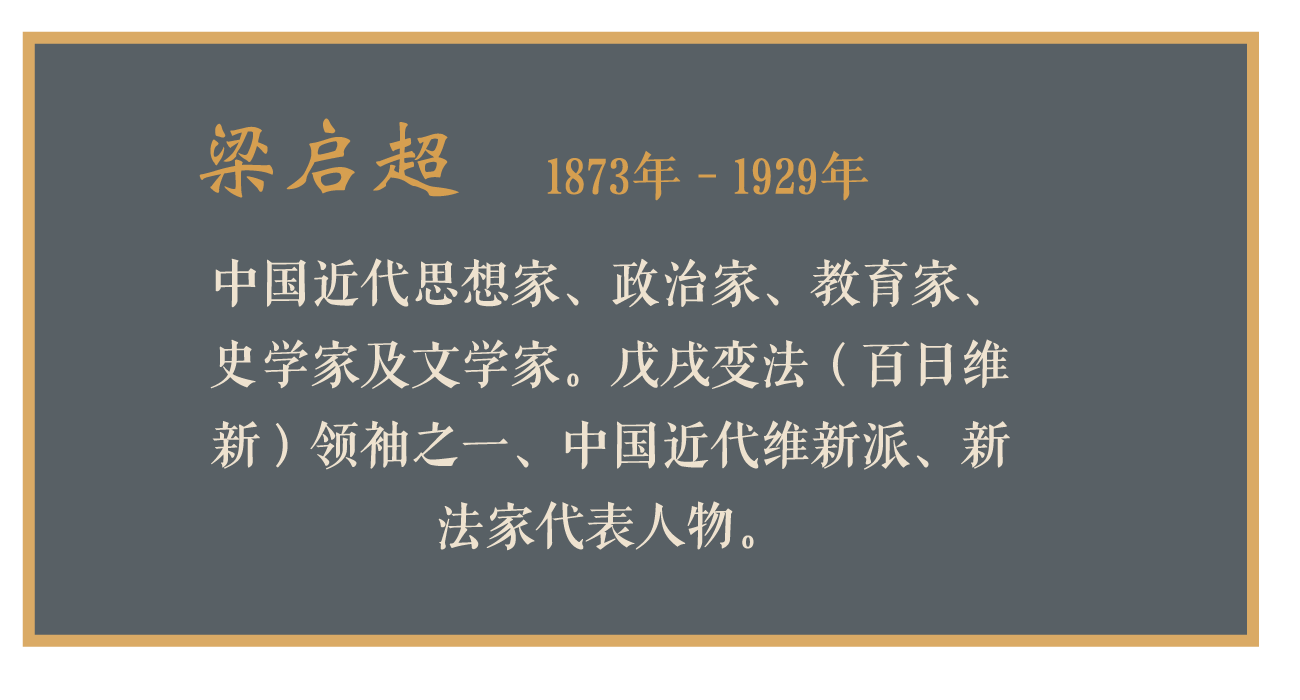 梁启超 1873年 - 1929年
中国近代思想家、政治家、教育家、
史学家及文学家。戊戌变法（百日维
新）领袖之一、中国近代维新派、新
法家代表人物。